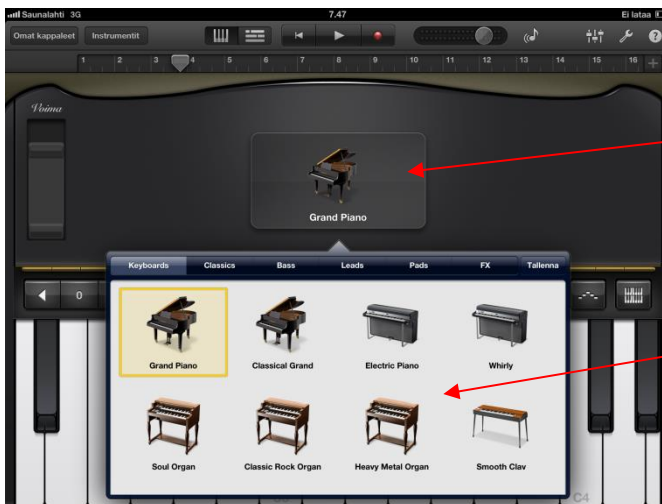 Saunalahti 3G 7.47 Ei lataa
Omat kappaleet Instrumentit
1 2 3 4 5 6 7 8 9 10 11 12 13 14 15 16 +
Voima
Grand Piano
Keyboards Classics Bass Leads Pads FX Tallenna
0
Grand Piano Classical Grand Electric Piano Whirly
Soul Organ Classic Rock Organ Heavy Metal Organ Smooth Clav
C4